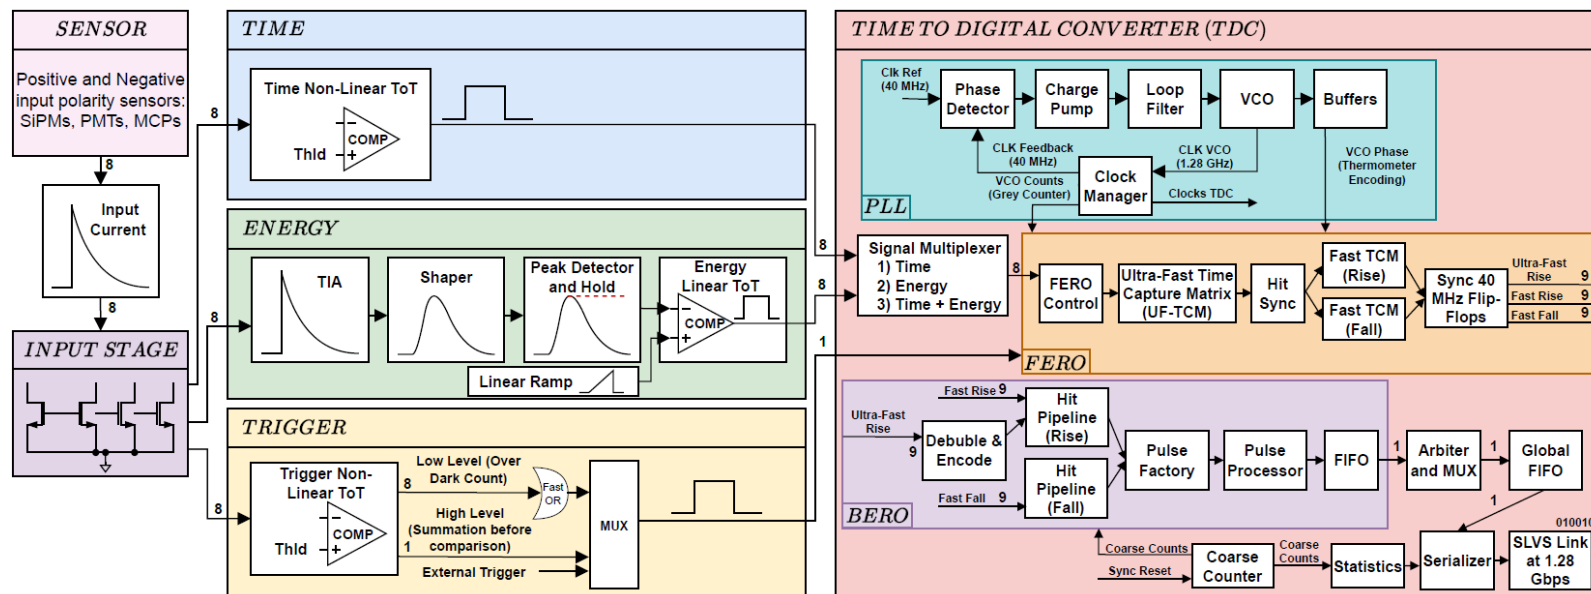 SENSOR
Positive and Negative
input polarity sensors:
SiPMs, PMTs, MCPs
8
Input
Current
8
INPUT STAGE
8
8
8
TIME
Time Non-Linear ToT
COMP
Thld
ENERGY
TIA
Shaper
Peak Detector
and Hold
Energy
Linear ToT
COMP
Linear Ramp
TRIGGER
Trigger Non-
Linear ToT
COMP
Thld
Low Level (Over
Dark Count)
8
Fast
OR
High Level
(Summation before
comparison)
1
External Trigger
MUX
8
8
1
TIME TO DIGITAL CONVERTER (TDC)
Clk Ref
(40 MHz)
Phase
Detector
Charge
Pump
Loop
Filter
VCO
Buffers
CLK Feedback
(40 MHz)
CLK VCO
(1.28 GHz)
VCO Phase
(Thermometer
Encoding)
VCO Counts
(Grey Counter)
Clock
Manager
Clocks TDC
PLL
Signal Multiplexer
1) Time
2) Energy
3) Time + Energy
8
FERO
Control
Ultra-Fast Time
Capture Matrix
(UF-TCM)
Hit
Sync
Fast TCM
(Rise)
Fast TCM
(Fall)
Sync 40
MHz Flip-
Flops
Ultra-Fast
Rise 9
Fast Rise 9
Fast Fall 9
FERO
Ultra-Fast
Rise
9
Debuble &
Encode
Fast Rise 9
Hit
Pipeline
(Rise)
Fast Fall 9
Hit
Pipeline
(Fall)
Pulse
Factory
Pulse
Processor
FIFO
BERO
1
Arbiter
and MUX
1
Global
FIFO
1
Coarse Counts
Sync Reset
Coarse
Counter
Coarse
Counts
Statistics
Serializer
010010
SLVS Link
at 1.28
Gbps